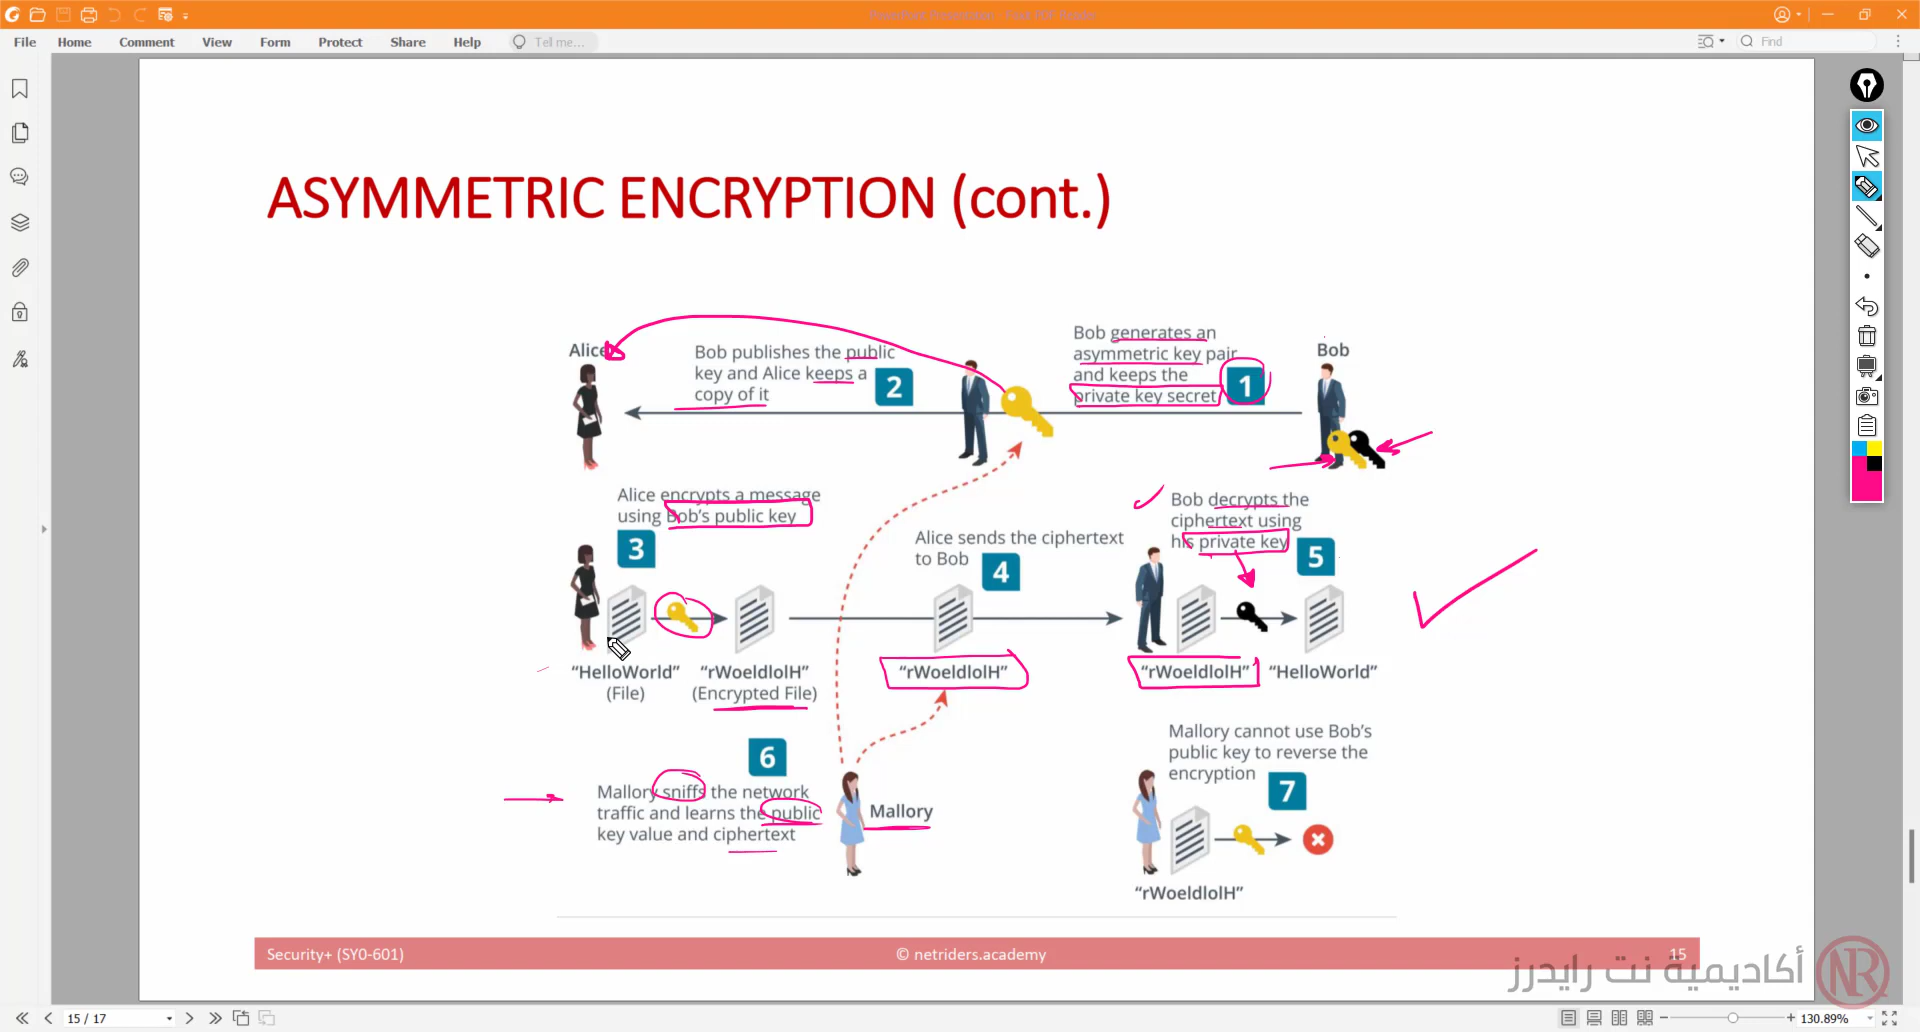 File Home Comment View Form Protect Share Help Tell me... Find
ASYMMETRIC ENCRYPTION (cont.)
Alice
Bob publishes the public
key and Alice keeps a
copy of it
2
Bob generates an
asymmetric key pair
and keeps the
private key secret
1
Bob
Alice encrypts a message
using Bob's public key
3
Alice sends the ciphertext
to Bob
4
Bob decrypts the
ciphertext using
his private key
5
“HelloWorld”
(File)
“rWoeldlolH”
(Encrypted File)
“rWoeldlolH”
“rWoeldlolH”
“HelloWorld”
6
Mallory sniffs the network
traffic and learns the public
key value and ciphertext
Mallory
Mallory cannot use Bob's
public key to reverse the
encryption
7
“rWoeldlolH”
Security+ (SY0-601)
© netriders.academy
15
أكاديمية نت رايدرز
NR
15 / 17
130.89%